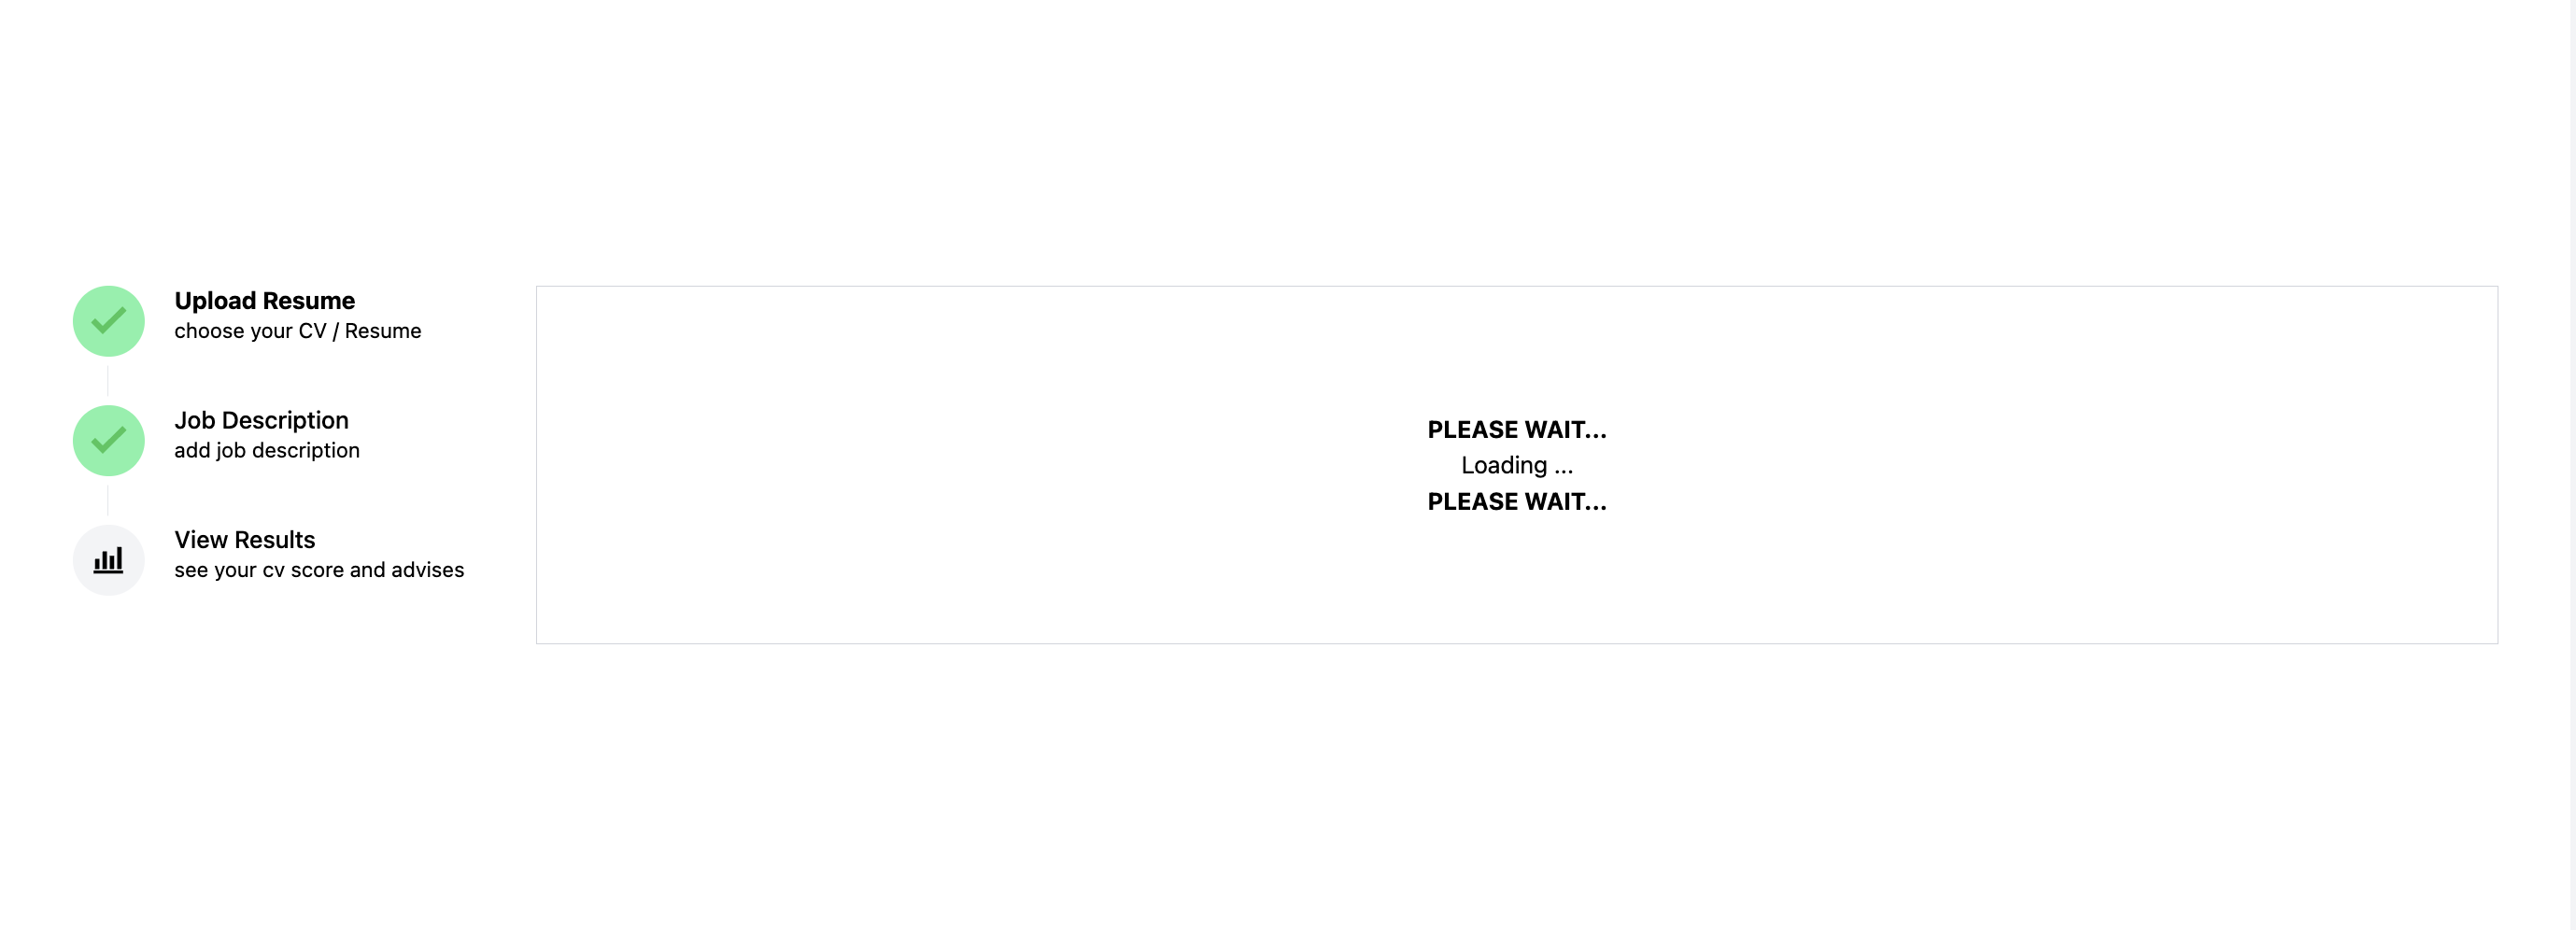 Upload Resume
choose your CV / Resume
Job Description
add job description
View Results
see your cv score and advises
PLEASE WAIT...
Loading ...
PLEASE WAIT...